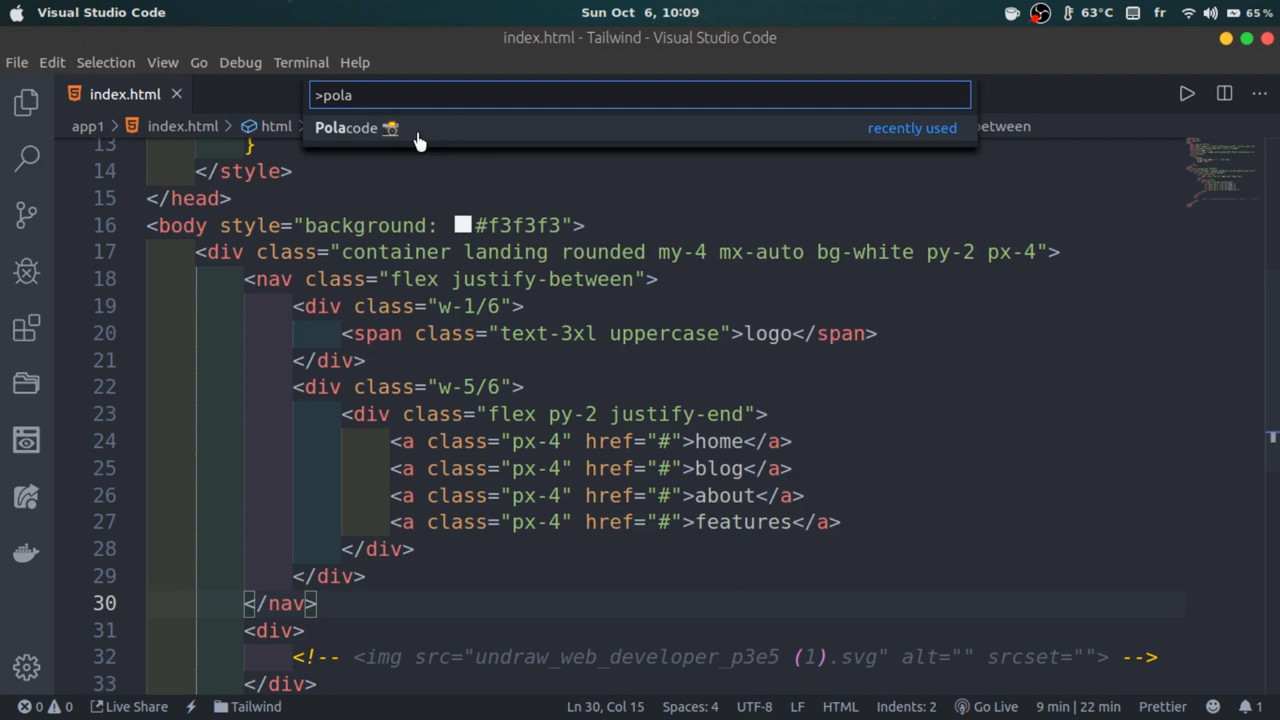 Visual Studio Code
Sun Oct 6, 10:09
63°C
fr
65 %
index.html - Tailwind - Visual Studio Code
File Edit Selection View Go Debug Terminal Help
index.html
>pola
Polacode 📸
recently used
app1 index.html html
etween
13 }
14 </style>
15 </head>
16 <body style="background: #f3f3f3">
17 <div class="container landing rounded my-4 mx-auto bg-white py-2 px-4">
18 <nav class="flex justify-between">
19 <div class="w-1/6">
20 <span class="text-3xl uppercase">logo</span>
21 </div>
22 <div class="w-5/6">
23 <div class="flex py-2 justify-end">
24 <a class="px-4" href="#">home</a>
25 <a class="px-4" href="#">blog</a>
26 <a class="px-4" href="#">about</a>
27 <a class="px-4" href="#">features</a>
28 </div>
29 </div>
30 </nav>
31 <div>
32 <!-- <img src="undraw_web_developer_p3e5 (1).svg" alt="" srcset=""> -->
33 </div>
0 0 Live Share Tailwind Ln 30, Col 15 Spaces: 4 UTF-8 LF HTML Indents: 2 Go Live 9 min | 22 min Prettier 1